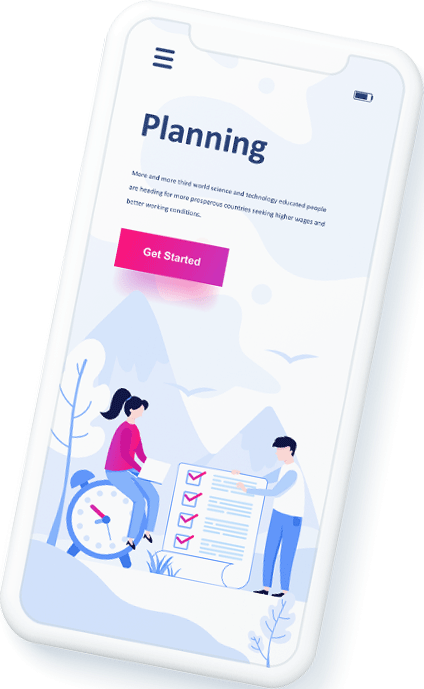 Planning
More and more third world science and technology educated people
are heading for more prosperous countries seeking higher wages and
better working conditions.
Get Started